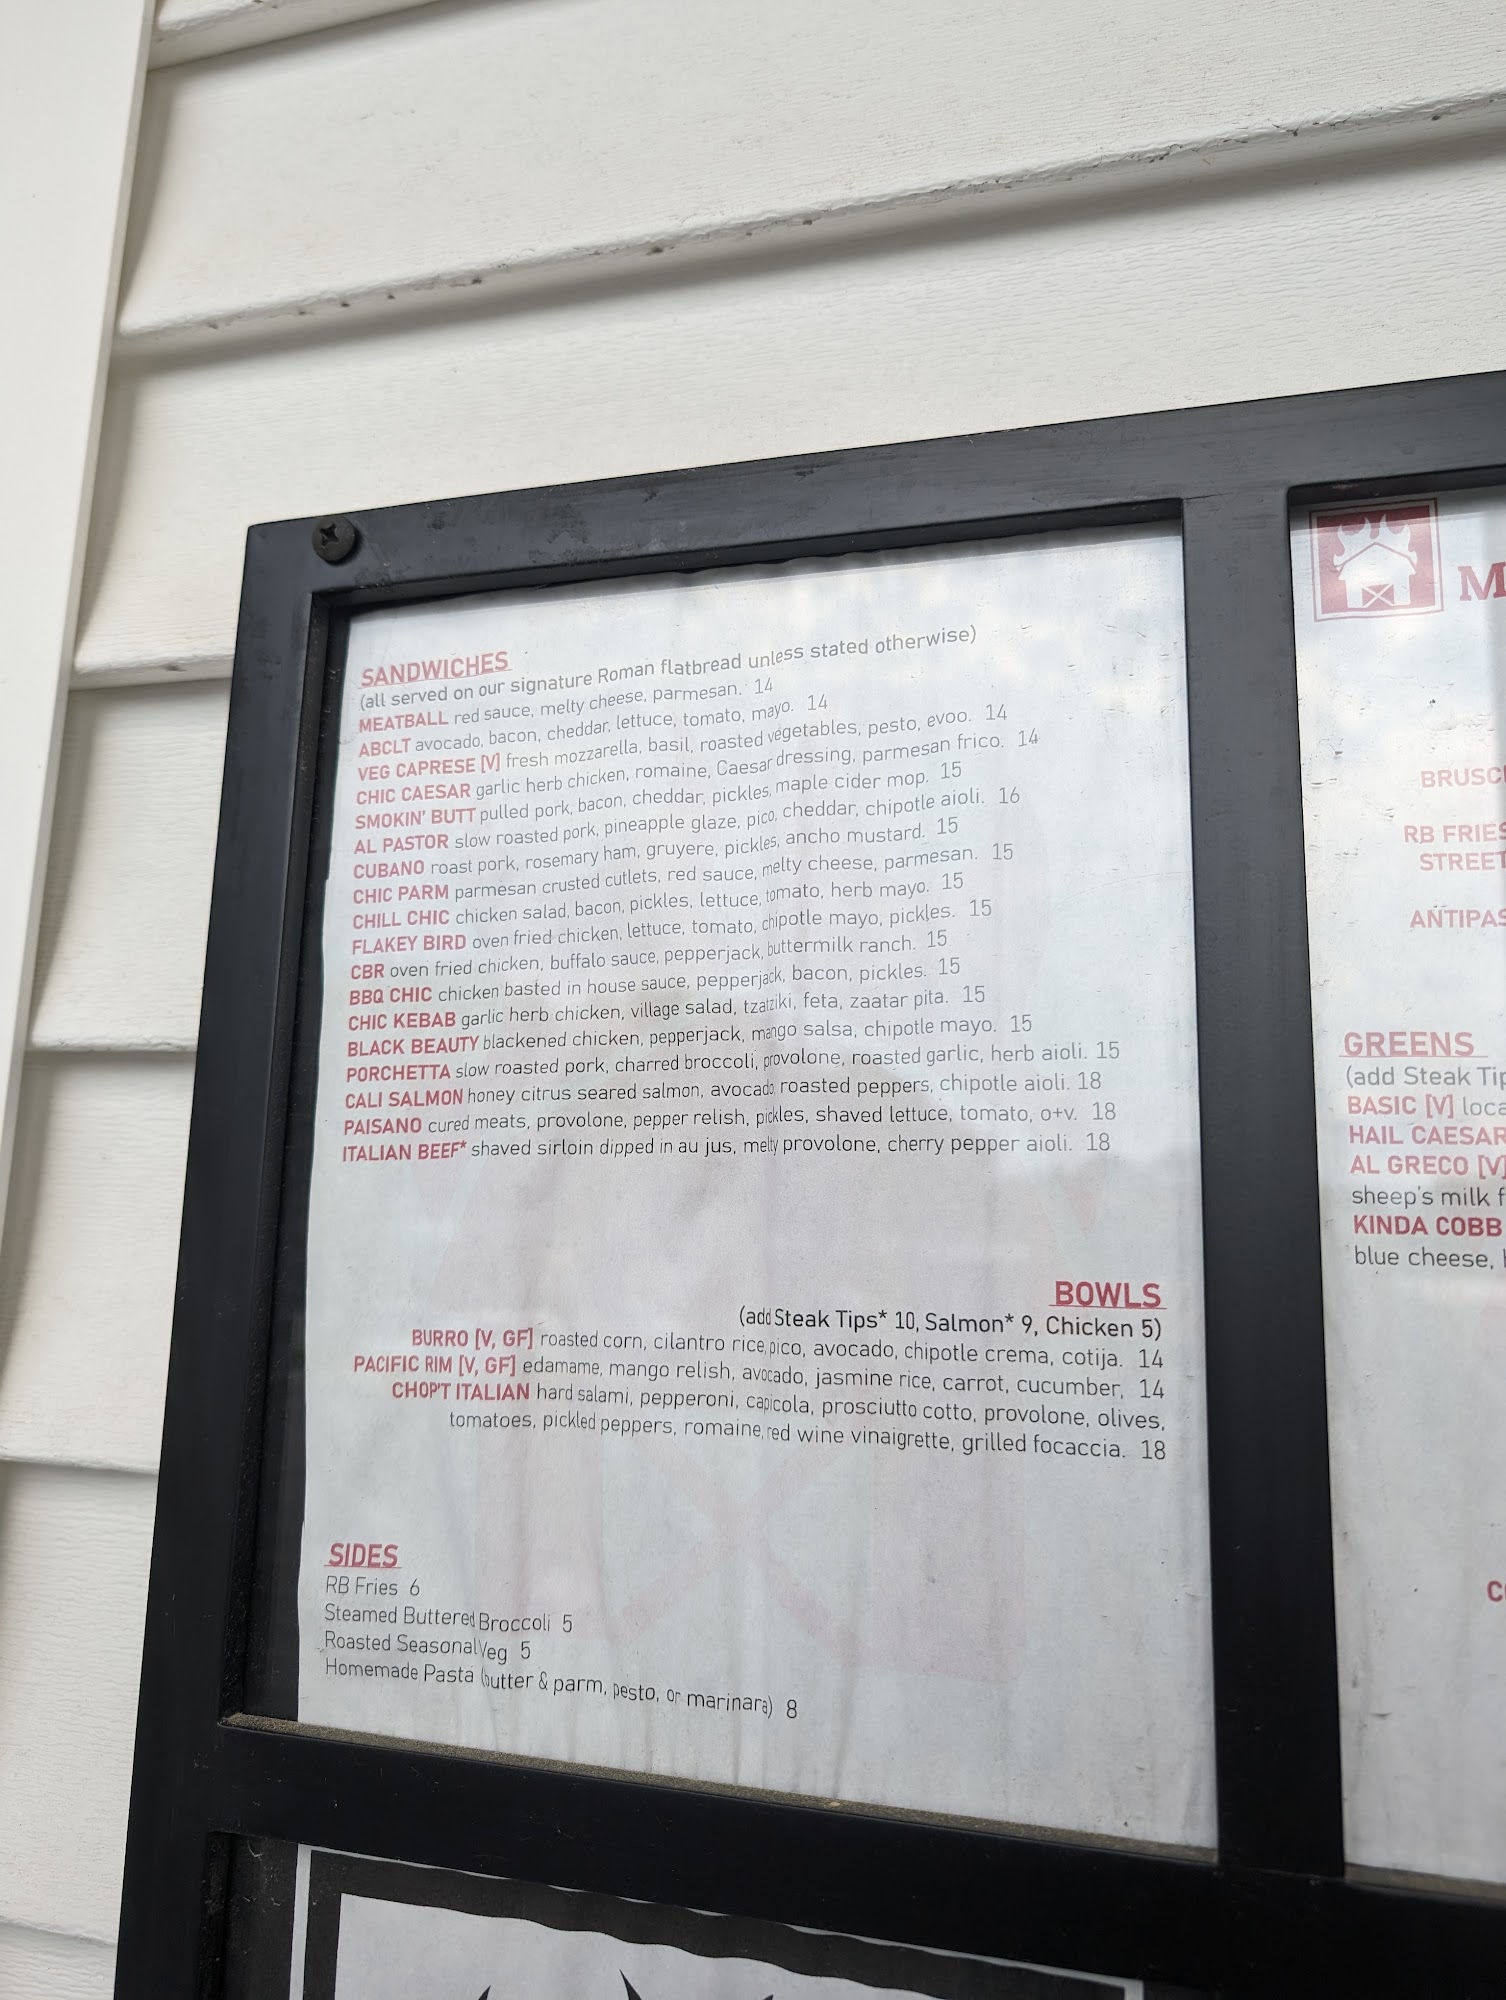 SANDWICHES
(all served on our signature Roman flatbread unless stated otherwise)
MEATBALL red sauce, melty cheese, parmesan. 14
ABCLT avocado, bacon, cheddar, lettuce, tomato, mayo. 14
VEG CAPRESE [V] fresh mozzarella, basil, roasted vegetables, pesto, evoo. 14
CHIC CAESAR garlic herb chicken, romaine, Caesar dressing, parmesan frico. 14
SMOKIN' BUTT pulled pork, bacon, cheddar, pickles, maple cider mop. 15
AL PASTOR slow roasted pork, pineapple glaze, pico, cheddar, chipotle aioli. 16
CUBANO roast pork, rosemary ham, gruyere, pickles, ancho mustard. 15
CHIC PARM parmesan crusted cutlets, red sauce, melty cheese, parmesan. 15
CHILL CHIC chicken salad, bacon, pickles, lettuce, tomato, herb mayo. 15
FLAKEY BIRD oven fried chicken, lettuce, tomato, chipotle mayo, pickles. 15
CBR oven fried chicken, buffalo sauce, pepperjack, buttermilk ranch. 15
BBQ CHIC chicken basted in house sauce, pepperjack, bacon, pickles. 15
CHIC KEBAB garlic herb chicken, village salad, tzatziki, feta, zaatar pita. 15
BLACK BEAUTY blackened chicken, pepperjack, mango salsa, chipotle mayo. 15
PORCHETTA slow roasted pork, charred broccoli, provolone, roasted garlic, herb aioli. 15
CALI SALMON honey citrus seared salmon, avocado, roasted peppers, chipotle aioli. 18
PAISANO cured meats, provolone, pepper relish, pickles, shaved lettuce, tomato, o+v. 18
ITALIAN BEEF* shaved sirloin dipped in au jus, melty provolone, cherry pepper aioli. 18
BOWLS
(add Steak Tips* 10, Salmon* 9, Chicken 5)
BURRO [V, GF] roasted corn, cilantro rice, pico, avocado, chipotle crema, cotija. 14
PACIFIC RIM [V, GF] edamame, mango relish, avocado, jasmine rice, carrot, cucumber, 14
CHOP'T ITALIAN hard salami, pepperoni, capicola, prosciutto cotto, provolone, olives,
tomatoes, pickled peppers, romaine, red wine vinaigrette, grilled focaccia. 18
SIDES
RB Fries 6
Steamed Buttered Broccoli 5
Roasted Seasonal Veg 5
Homemade Pasta (butter & parm, pesto, or marinara) 8
M
BRUSC
RB FRIES
STREET
ANTIPAS
GREENS
(add Steak Tip
BASIC [V] loca
HAIL CAESAR
AL GRECO [V]
sheep's milk f
KINDA COBB
blue cheese,